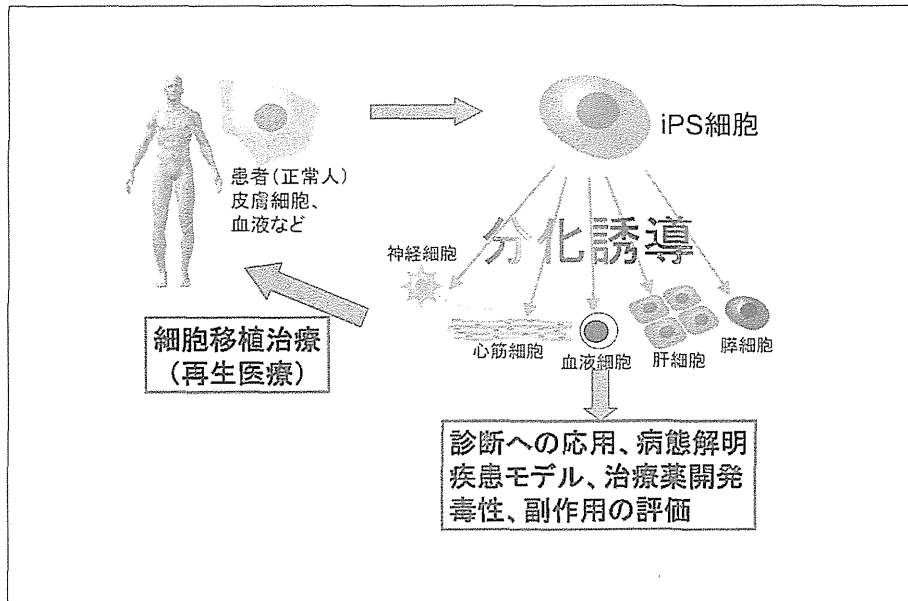 患者(正常人)
皮膚細胞、
血液など
iPS細胞
分化誘導
神経細胞
心筋細胞
血液細胞
肝細胞
膵細胞
細胞移植治療
(再生医療)
診断への応用、病態解明
疾患モデル、治療薬開発
毒性、副作用の評価